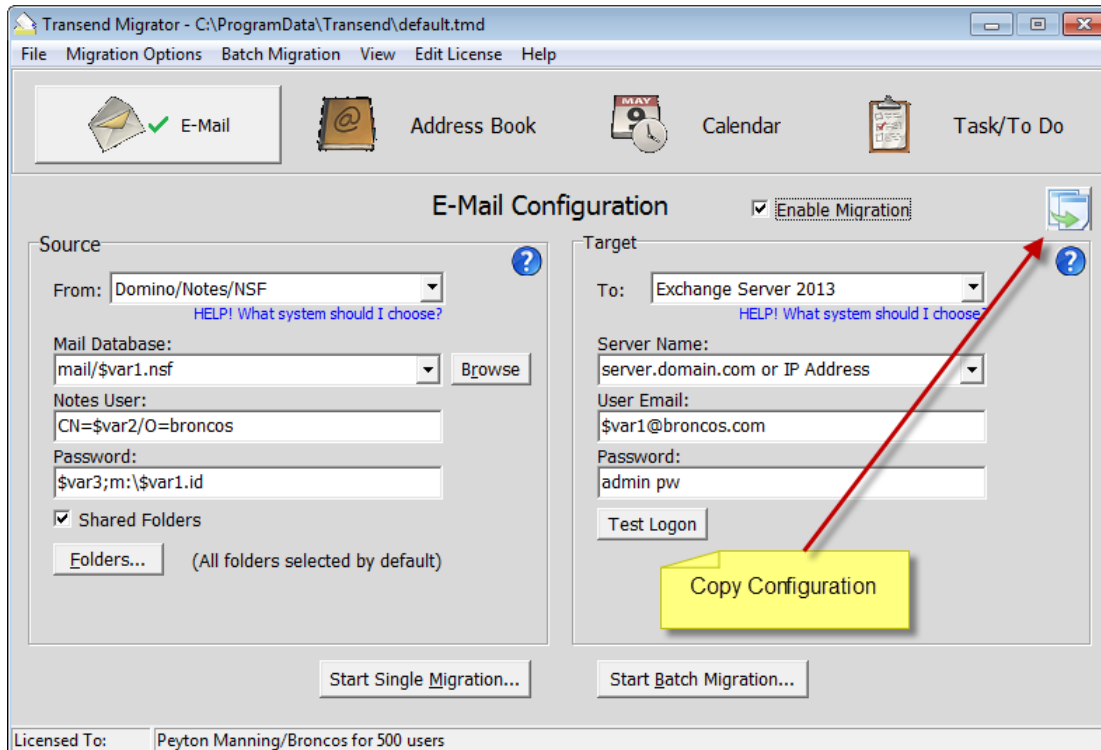 Transend Migrator - C:\ProgramData\Transend\default.tmd
File Migration Options Batch Migration View Edit License Help
E-Mail
Address Book
MAY
9
Calendar
Task/To Do
E-Mail Configuration
Enable Migration
Source
From: Domino/Notes/NSF
HELP! What system should I choose?
Mail Database:
mail/$var1.nsf
Browse
Notes User:
CN=$var2/O=broncos
Password:
$var3;m:\$var1.id
Shared Folders
Folders... (All folders selected by default)
Target
To: Exchange Server 2013
HELP! What system should I choose?
Server Name:
server.domain.com or IP Address
User Email:
$var1@broncos.com
Password:
admin pw
Test Logon
Copy Configuration
Start Single Migration...
Start Batch Migration...
Licensed To: Peyton Manning/Broncos for 500 users